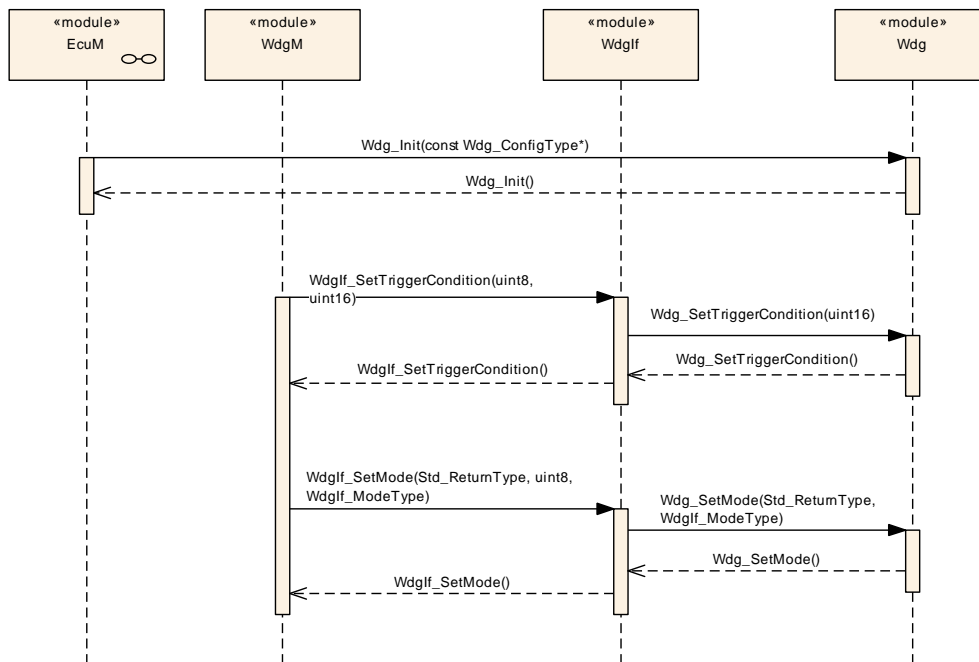 «module»
EcuM
«module»
WdgM
«module»
WdgIf
«module»
Wdg
Wdg_Init(const Wdg_ConfigType*)
Wdg_Init()
WdgIf_SetTriggerCondition(uint8,
uint16)
Wdg_SetTriggerCondition(uint16)
Wdg_SetTriggerCondition()
WdgIf_SetTriggerCondition()
WdgIf_SetMode(Std_ReturnType, uint8,
WdgIf_ModeType)
Wdg_SetMode(Std_ReturnType,
WdgIf_ModeType)
Wdg_SetMode()
WdgIf_SetMode()